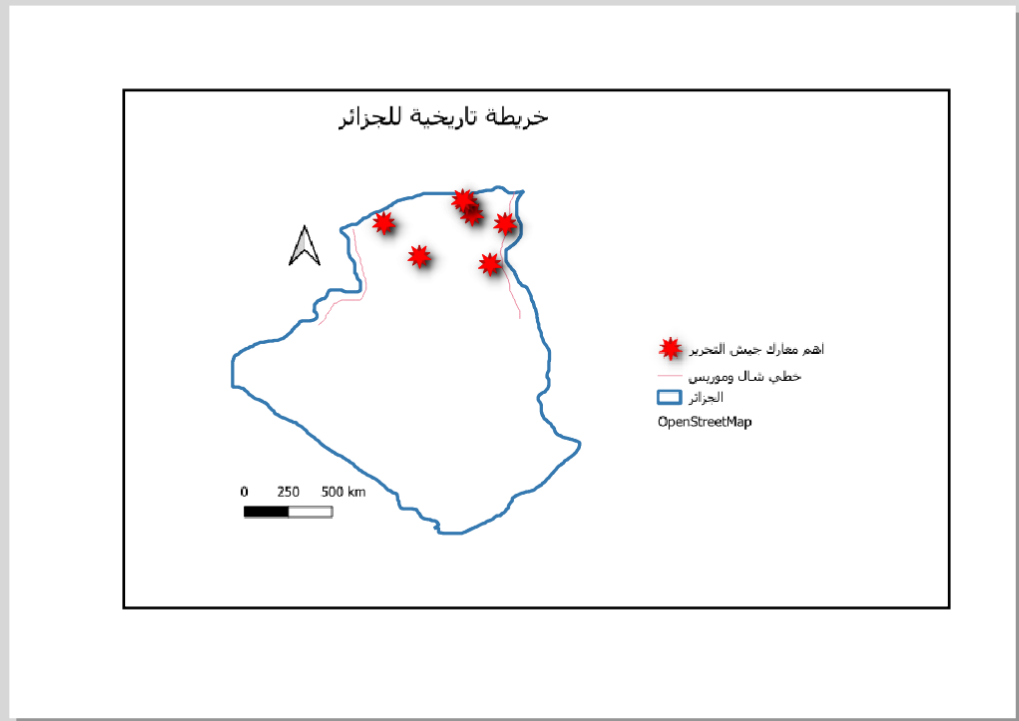 خريطة تاريخية للجزائر
اهم معارك جيش التحرير
خطي شال وموريس
الجزائر
OpenStreetMap
0 250 500 km